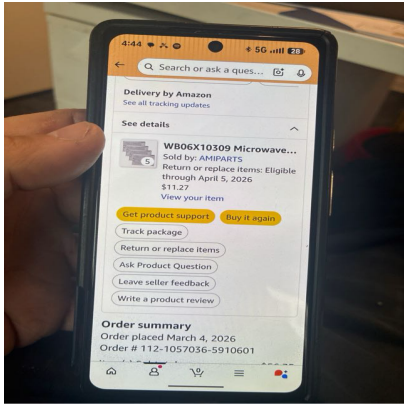 4:44
5G
28
Search or ask a ques...
Delivery by Amazon
See all tracking updates
See details
5
WB06X10309 Microwave...
Sold by: AMIPARTS
Return or replace items: Eligible
through April 5, 2026
$11.27
View your item
Get product support
Buy it again
Track package
Return or replace items
Ask Product Question
Leave seller feedback
Write a product review
Order summary
Order placed March 4, 2026
Order # 112-1057036-5910601
0